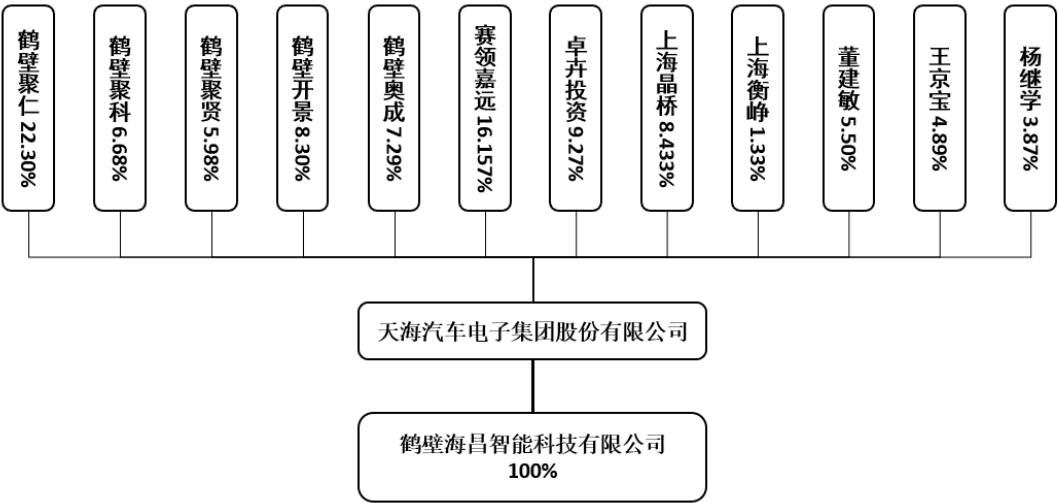 鹤壁聚仁 22.30%
鹤壁聚科 6.68%
鹤壁聚贤 5.98%
鹤壁开景 8.30%
鹤壁奥成 7.29%
赛领嘉远 16.157%
卓卉投资 9.27%
上海晶桥 8.433%
上海衡峥 1.33%
董建敏 5.50%
王京宝 4.89%
杨继学 3.87%
天海汽车电子集团股份有限公司
鹤壁海昌智能科技有限公司
100%